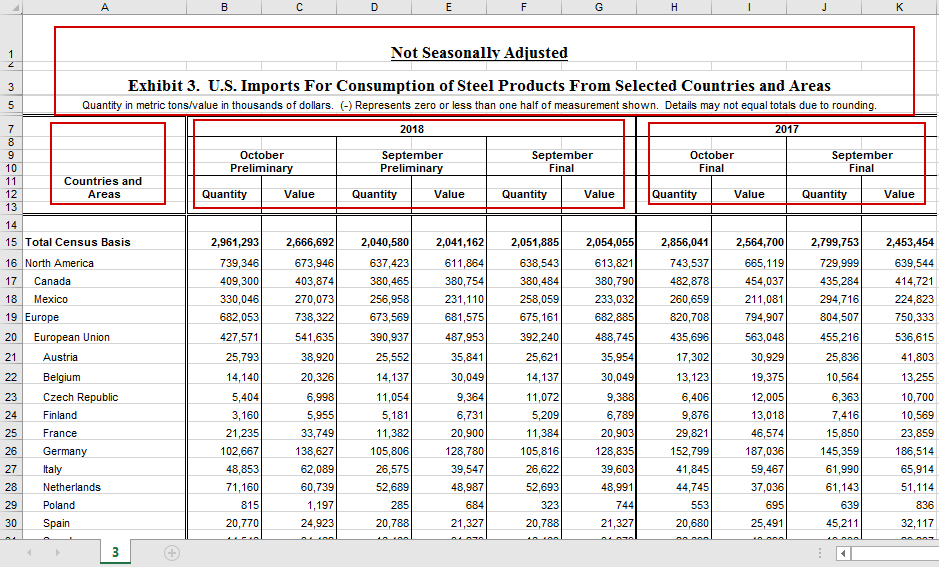 A B C D E F G H I J K
1 Not Seasonally Adjusted
2
3 Exhibit 3. U.S. Imports For Consumption of Steel Products From Selected Countries and Areas
5 Quantity in metric tons/value in thousands of dollars. (-) Represents zero or less than one half of measurement shown. Details may not equal totals due to rounding.
7 2018 2017
8
9 October September September October September
10 Preliminary Preliminary Final Final Final
11 Countries and
12 Areas Quantity Value Quantity Value Quantity Value Quantity Value Quantity Value
13
14
15 Total Census Basis 2,961,293 2,666,692 2,040,580 2,041,162 2,051,885 2,054,055 2,856,041 2,564,700 2,799,753 2,453,454
16 North America 739,346 673,946 637,423 611,864 638,543 613,821 743,537 665,119 729,999 639,544
17 Canada 409,300 403,874 380,465 380,754 380,484 380,790 482,878 454,037 435,284 414,721
18 Mexico 330,046 270,073 256,958 231,110 258,059 233,032 260,659 211,081 294,716 224,823
19 Europe 682,053 738,322 673,569 681,575 675,161 682,885 820,708 794,907 804,507 750,333
20 European Union 427,571 541,635 390,937 487,953 392,240 488,745 435,696 563,048 455,216 536,615
21 Austria 25,793 38,920 25,552 35,841 25,621 35,954 17,302 30,929 25,836 41,803
22 Belgium 14,140 20,326 14,137 30,049 14,137 30,049 13,123 19,375 10,564 13,255
23 Czech Republic 5,404 6,998 11,054 9,364 11,072 9,388 6,406 12,005 6,363 10,700
24 Finland 3,160 5,955 5,181 6,731 5,209 6,789 9,876 13,018 7,416 10,569
25 France 21,235 33,749 11,382 20,900 11,384 20,903 29,821 46,574 15,850 23,859
26 Germany 102,667 138,627 105,806 128,780 105,816 128,835 152,799 187,036 145,359 186,514
27 Italy 48,853 62,089 26,575 39,547 26,622 39,603 41,845 59,467 61,990 65,914
28 Netherlands 71,160 60,739 52,689 48,987 52,693 48,991 44,745 37,036 61,143 51,114
29 Poland 815 1,197 285 684 323 744 553 695 639 836
30 Spain 20,770 24,923 20,788 21,327 20,788 21,327 20,680 25,491 45,211 32,117
3